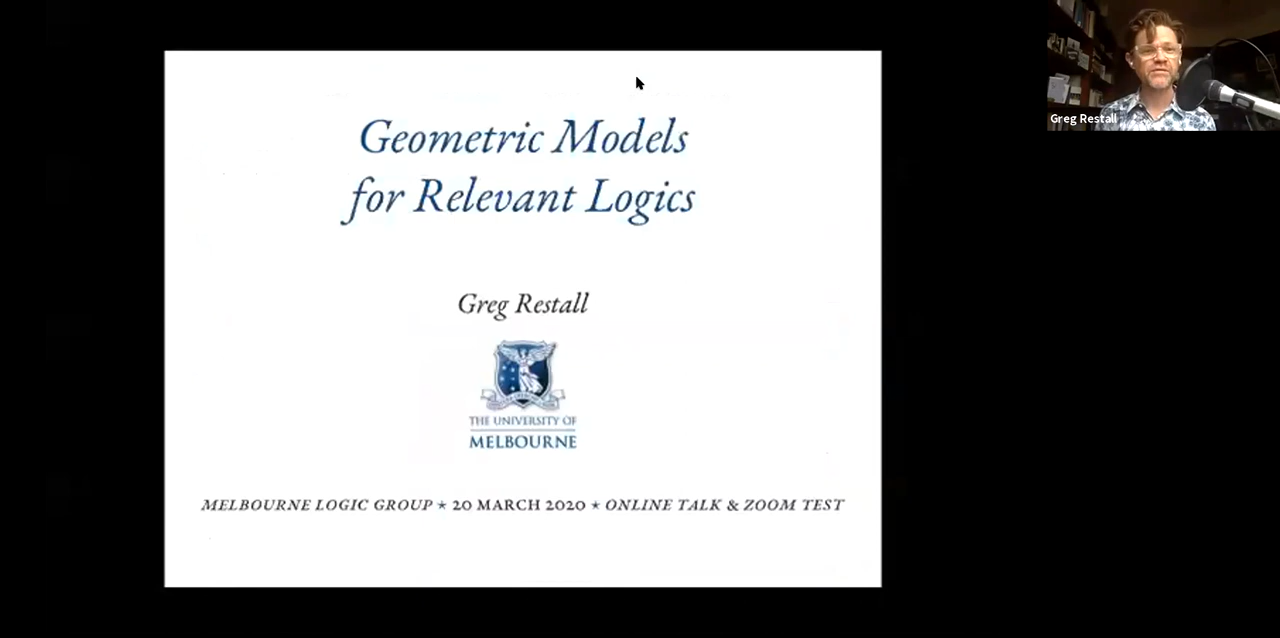 Geometric Models
for Relevant Logics
Greg Restall
THE UNIVERSITY OF
MELBOURNE
MELBOURNE LOGIC GROUP ⋆ 20 MARCH 2020 ⋆ ONLINE TALK & ZOOM TEST
Greg Restall